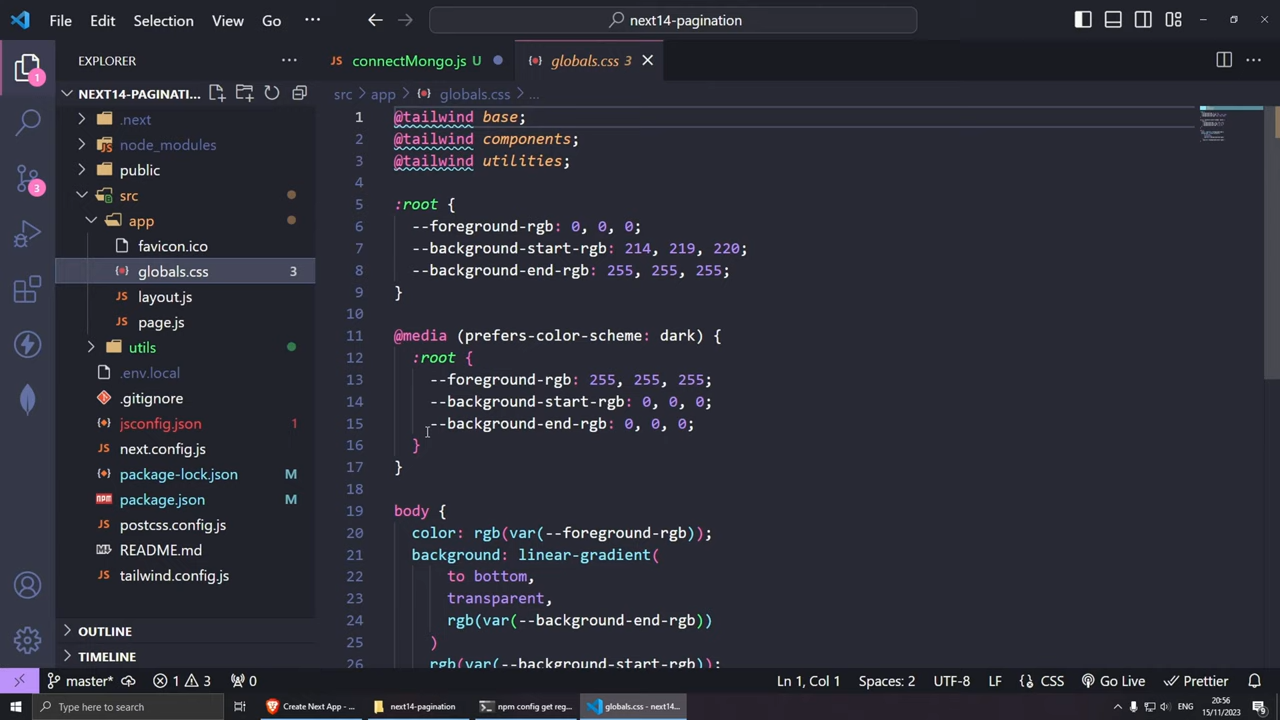 File Edit Selection View Go ··· next14-pagination
EXPLORER
NEXT14-PAGINATI...
.next
node_modules
public
src
app
favicon.ico
globals.css 3
layout.js
page.js
utils
.env.local
.gitignore
jsconfig.json 1
next.config.js
package-lock.json M
package.json M
postcss.config.js
README.md
tailwind.config.js
OUTLINE
TIMELINE
1
3
JS connectMongo.js U
globals.css 3
src > app > globals.css > ...
1 @tailwind base;
2 @tailwind components;
3 @tailwind utilities;
4
5 :root {
6 --foreground-rgb: 0, 0, 0;
7 --background-start-rgb: 214, 219, 220;
8 --background-end-rgb: 255, 255, 255;
9 }
10
11 @media (prefers-color-scheme: dark) {
12 :root {
13 --foreground-rgb: 255, 255, 255;
14 --background-start-rgb: 0, 0, 0;
15 --background-end-rgb: 0, 0, 0;
16 }
17 }
18
19 body {
20 color: rgb(var(--foreground-rgb));
21 background: linear-gradient(
22 to bottom,
23 transparent,
24 rgb(var(--background-end-rgb))
25 )
26 rgb(var(--background-start-rgb));
master* 1 3 0 Ln 1, Col 1 Spaces: 2 UTF-8 LF CSS Go Live Prettier
Type here to search Create Next App - ... next14-pagination npm config get reg... globals.css - next14... 20:56
15/11/2023